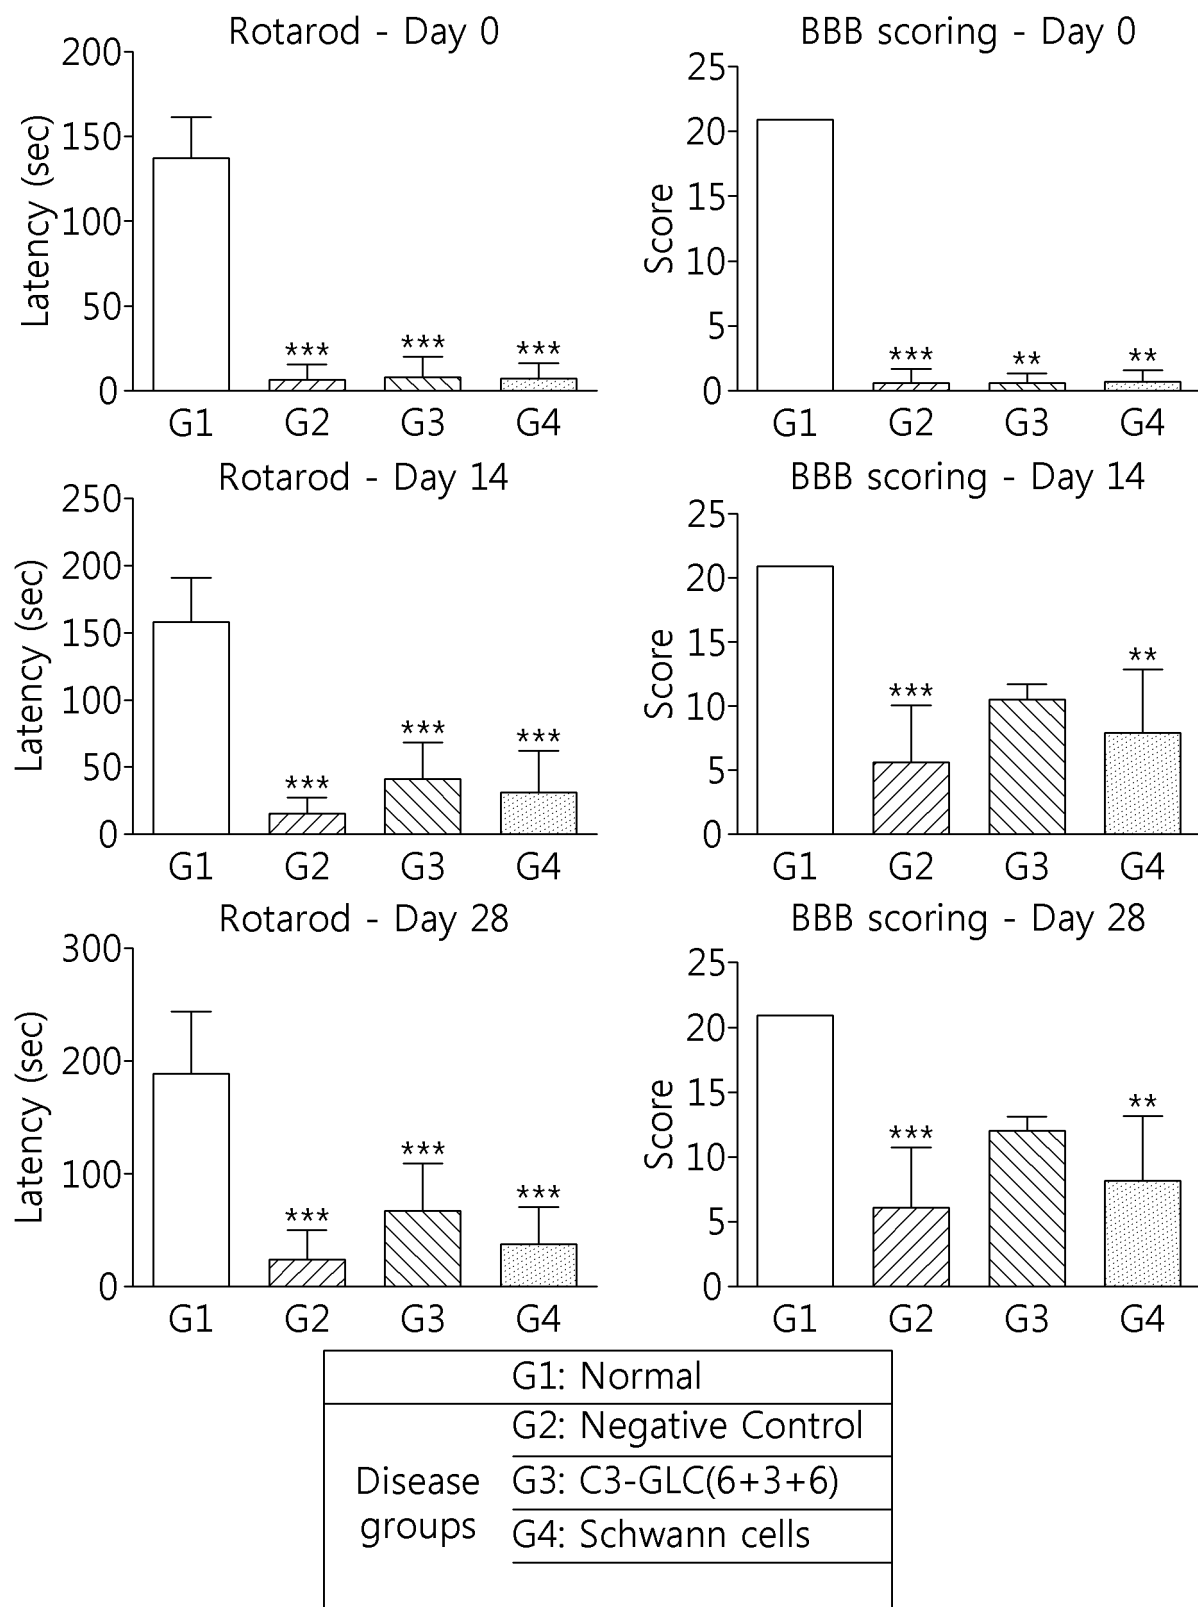 Rotarod - Day 0
Latency (sec)
200
150
100
50
0
***
***
***
G1 G2 G3 G4
BBB scoring - Day 0
Score
25
20
15
10
5
0
***
**
**
G1 G2 G3 G4
Rotarod - Day 14
Latency (sec)
250
200
150
100
50
0
***
***
***
G1 G2 G3 G4
BBB scoring - Day 14
Score
25
20
15
10
5
0
***
**
G1 G2 G3 G4
Rotarod - Day 28
Latency (sec)
300
200
100
0
***
***
***
G1 G2 G3 G4
BBB scoring - Day 28
Score
25
20
15
10
5
0
***
**
G1 G2 G3 G4
G1: Normal
Disease
groups
G2: Negative Control
G3: C3-GLC(6+3+6)
G4: Schwann cells